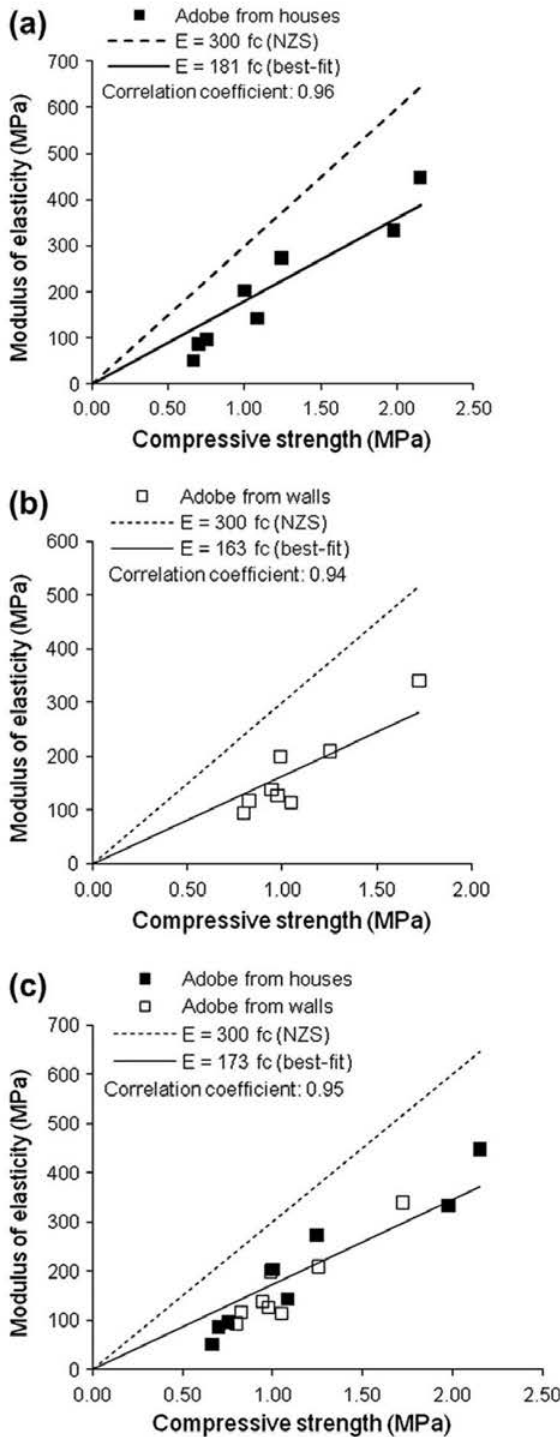 (a)
Adobe from houses
E = 300 fc (NZS)
E = 181 fc (best-fit)
Correlation coefficient: 0.96
700
600
500
400
300
200
100
0
Modulus of elasticity (MPa)
0.00 0.50 1.00 1.50 2.00 2.50
Compressive strength (MPa)
(b)
Adobe from walls
E = 300 fc (NZS)
E = 163 fc (best-fit)
Correlation coefficient: 0.94
600
500
400
300
200
100
0
Modulus of elasticity (MPa)
0.00 0.50 1.00 1.50 2.00
Compressive strength (MPa)
(c)
Adobe from houses
Adobe from walls
E = 300 fc (NZS)
E = 173 fc (best-fit)
Correlation coefficient: 0.95
700
600
500
400
300
200
100
0
Modulus of elasticity (MPa)
0.00 0.50 1.00 1.50 2.00 2.50
Compressive strength (MPa)